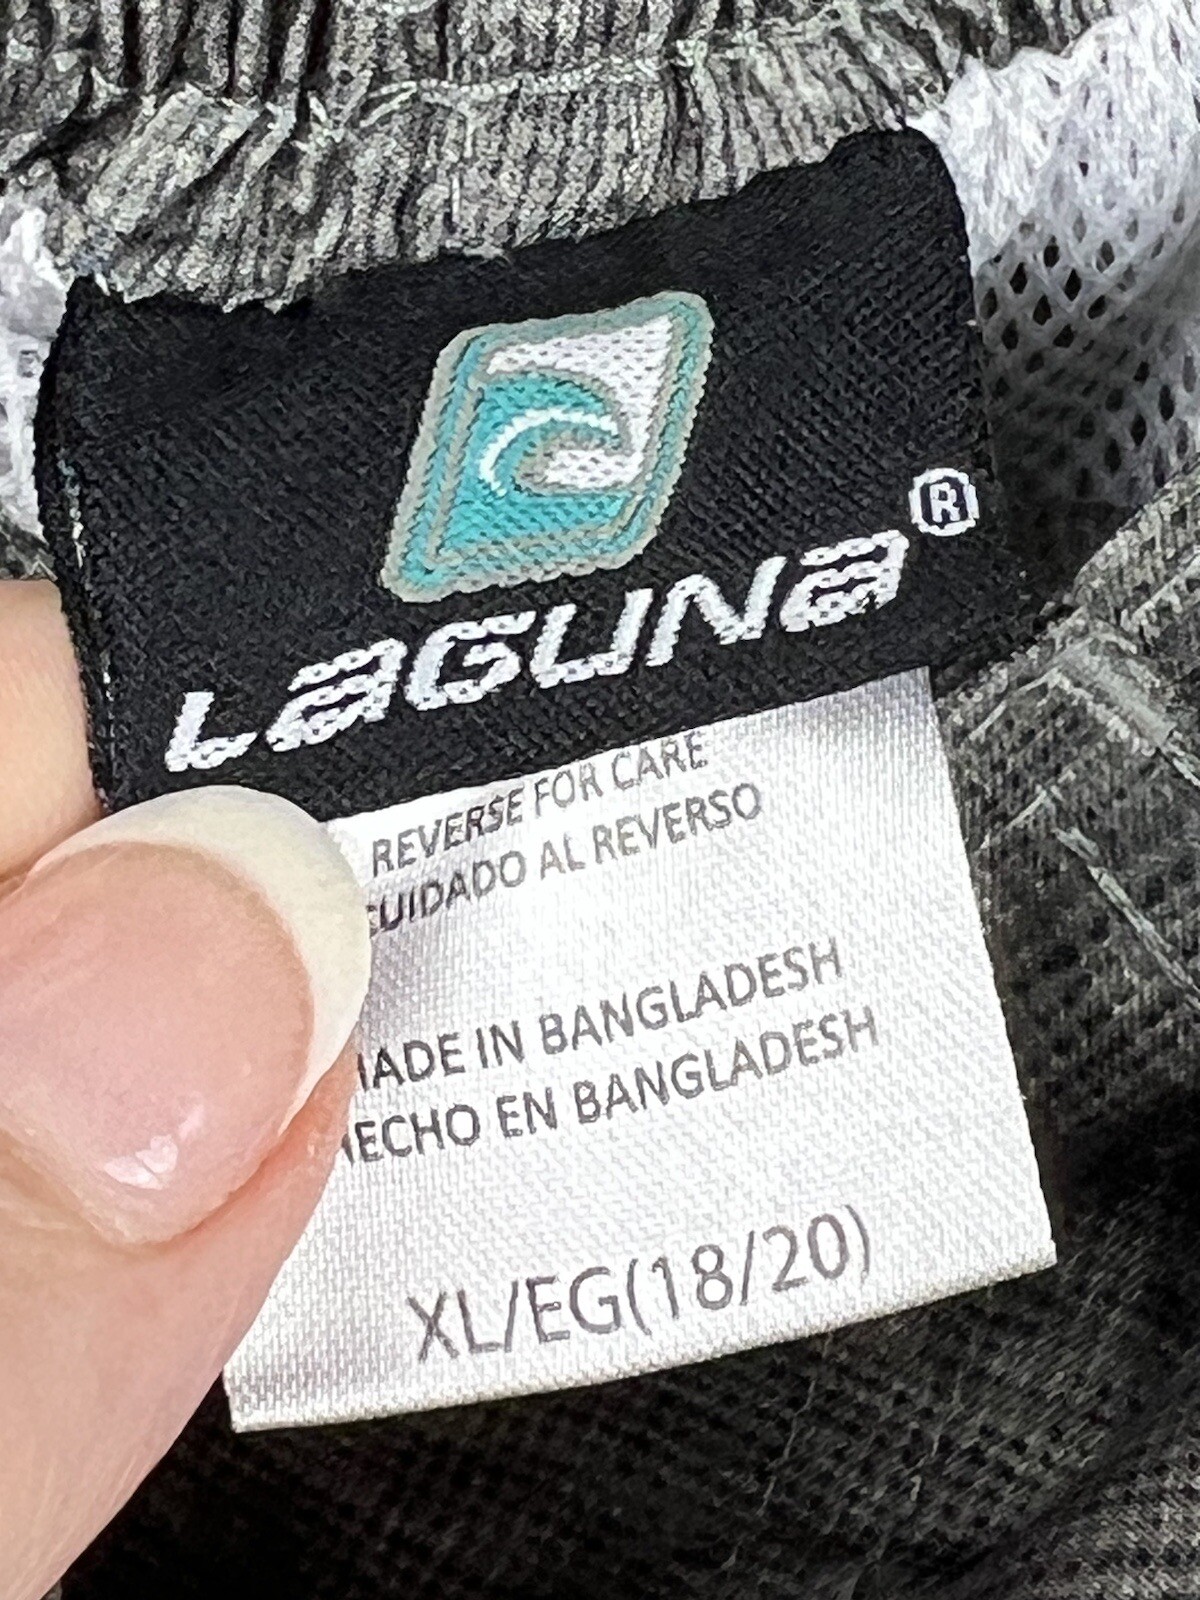 LAGUNA®
REVERSE FOR CARE
CUIDADO AL REVERSO
MADE IN BANGLADESH
HECHO EN BANGLADESH
XL/EG(18/20)